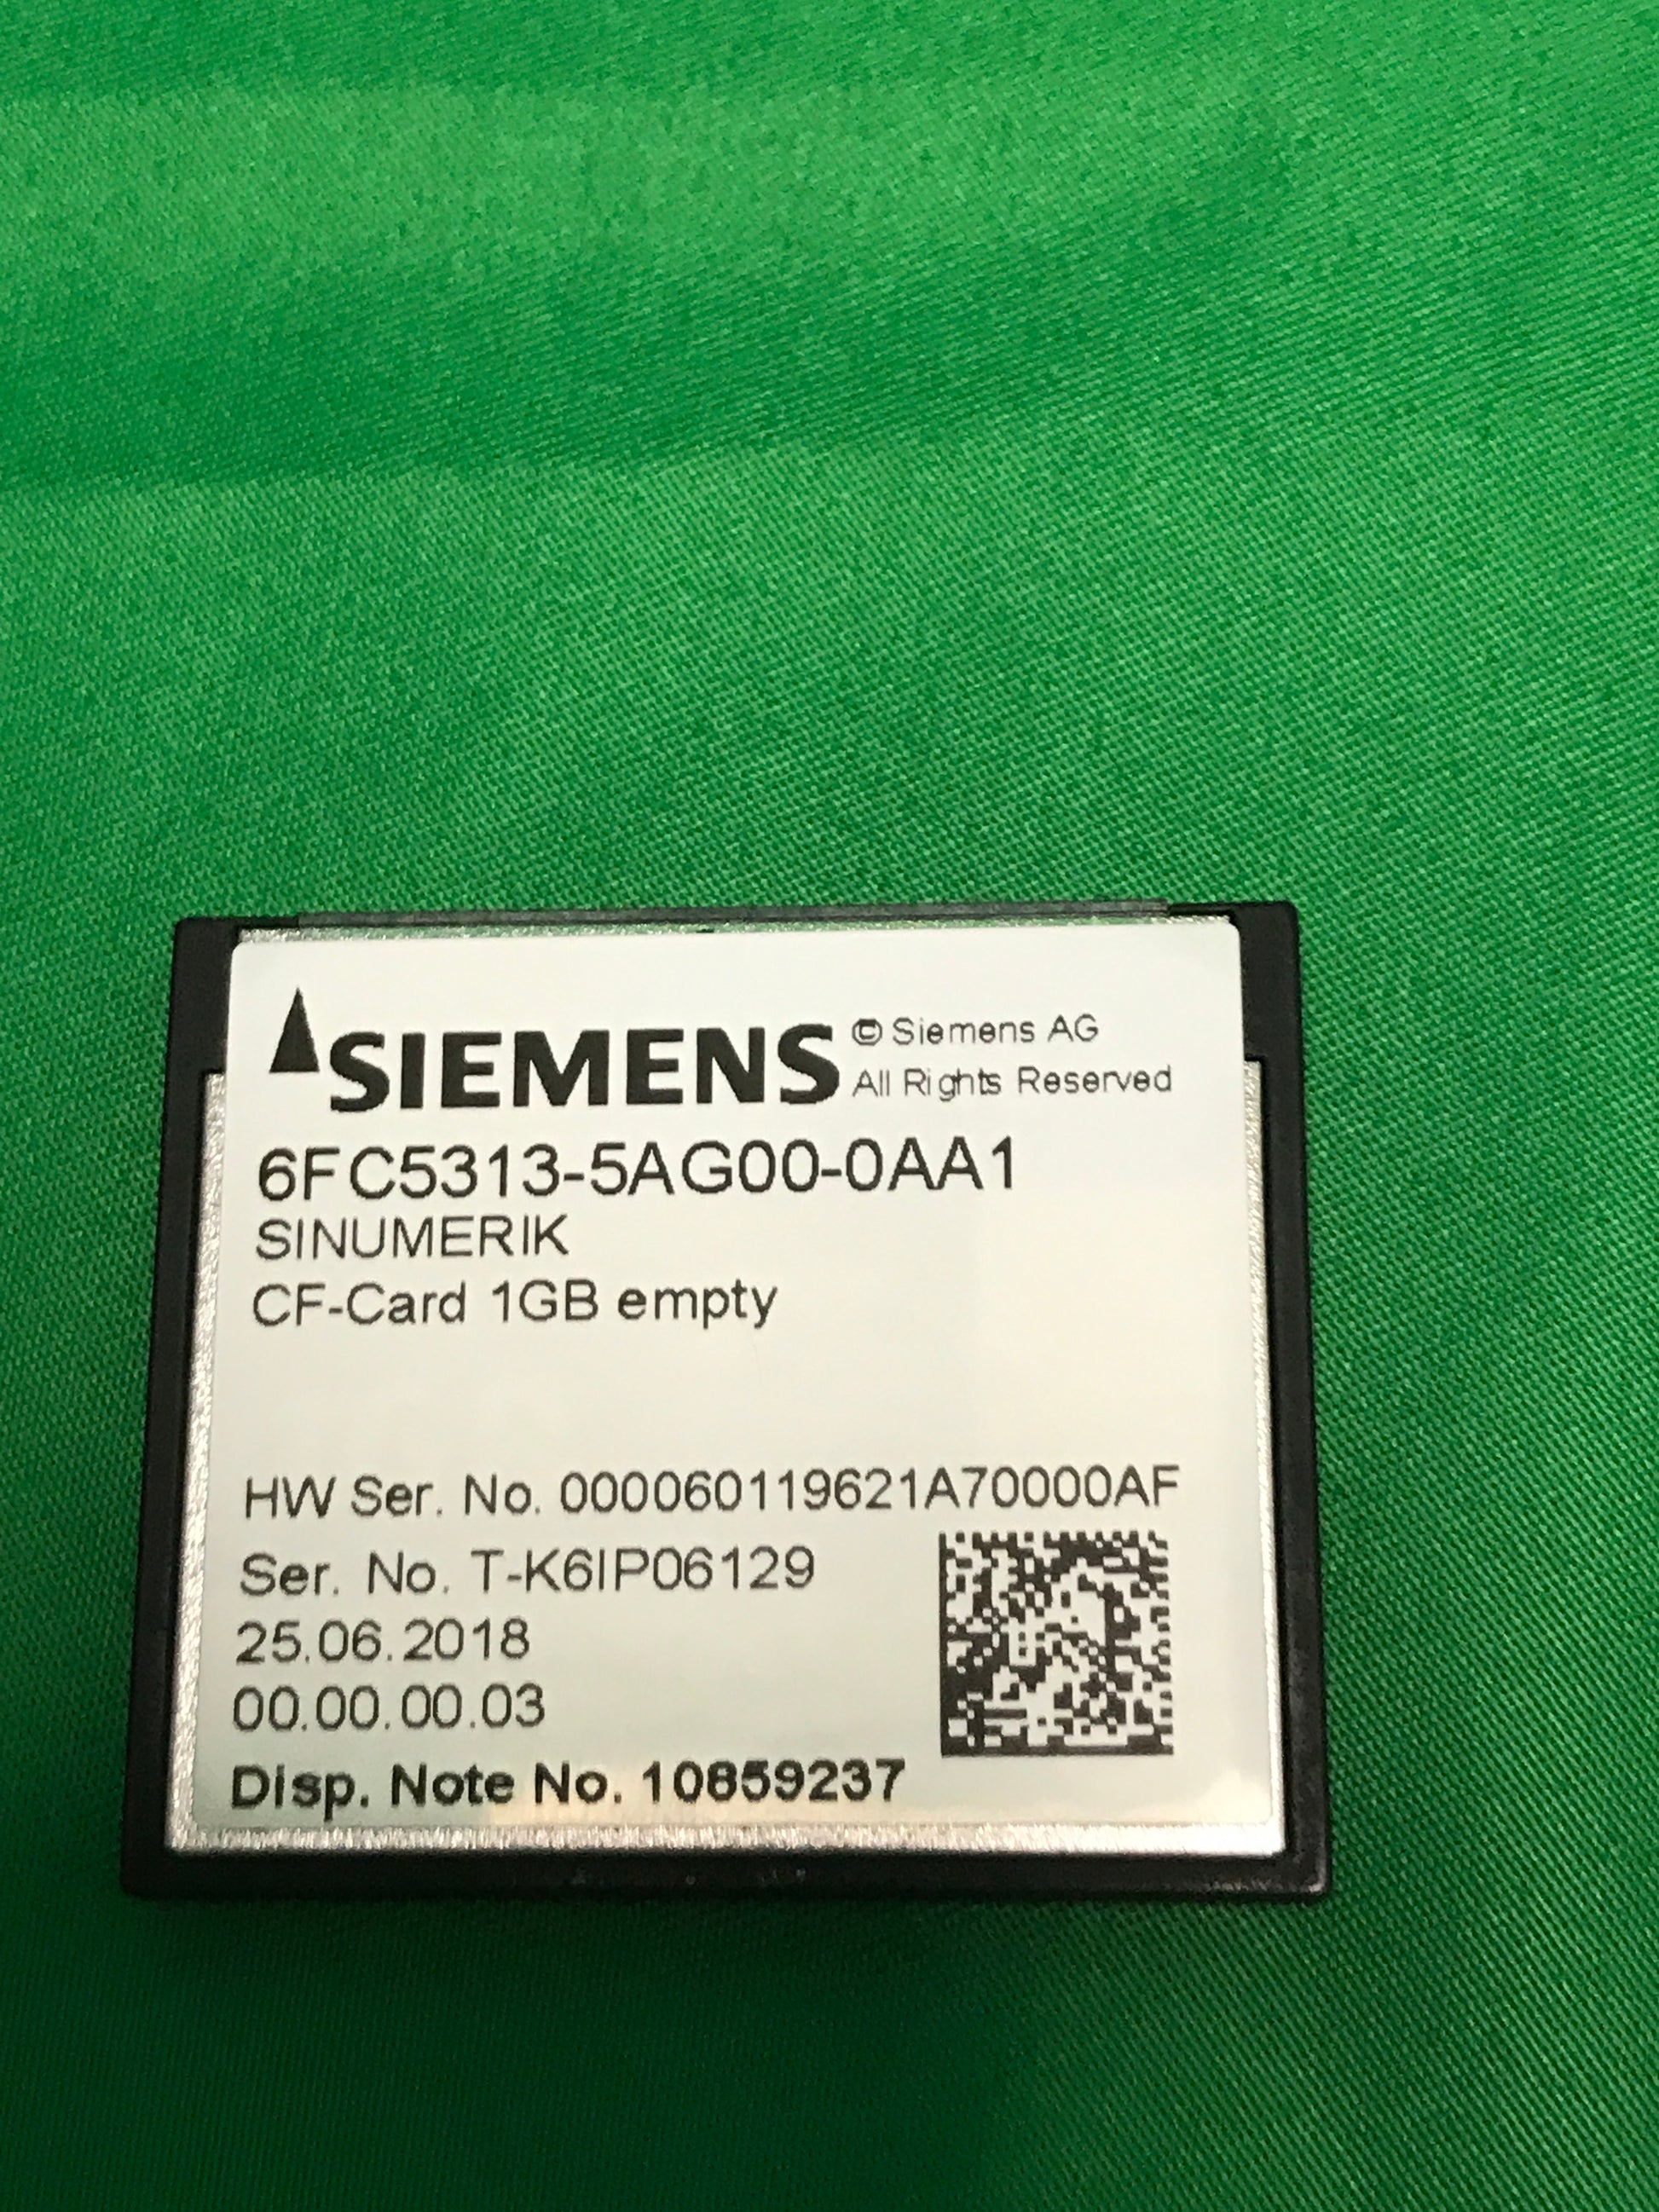 SIEMENS © Siemens AG
All Rights Reserved
6FC5313-5AG00-0AA1
SINUMERIK
CF-Card 1GB empty
HW Ser. No. 000060119621A70000AF
Ser. No. T-K6IP06129
25.06.2018
00.00.00.03
Disp. Note No. 10859237